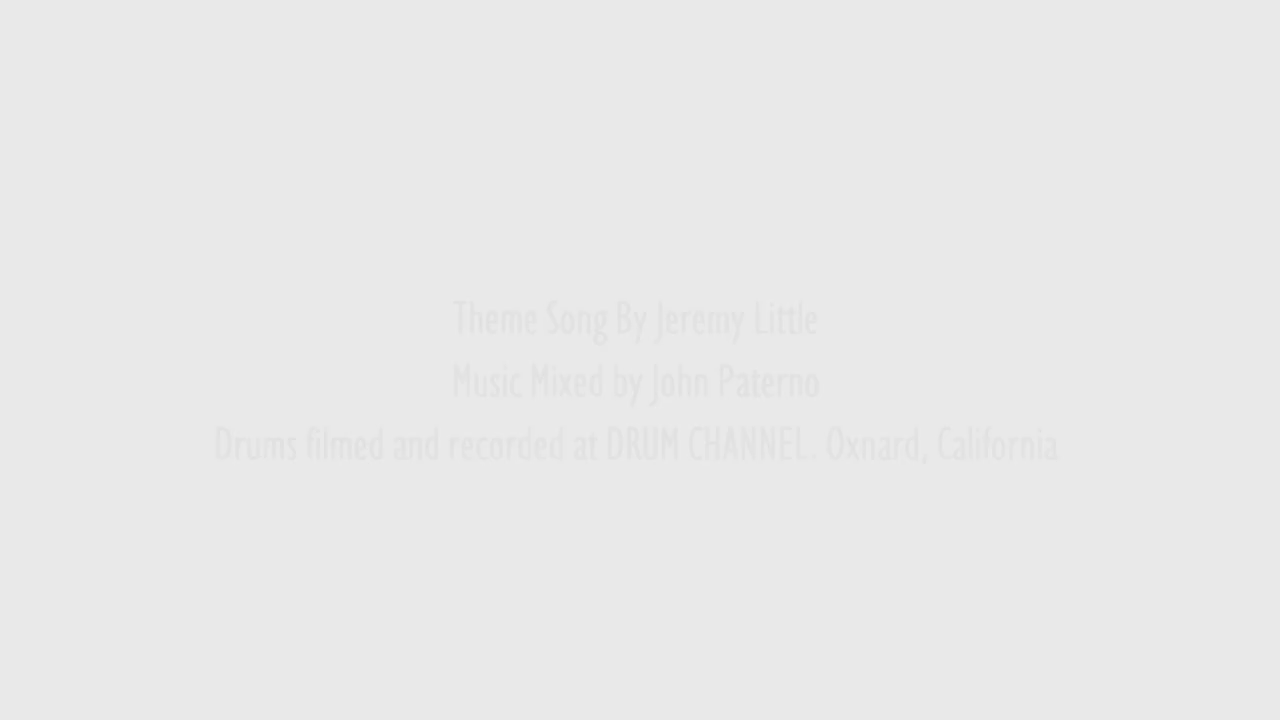 Theme Song By Jeremy Little
Music Mixed by John Paterno
Drums filmed and recorded at DRUM CHANNEL. Oxnard, California